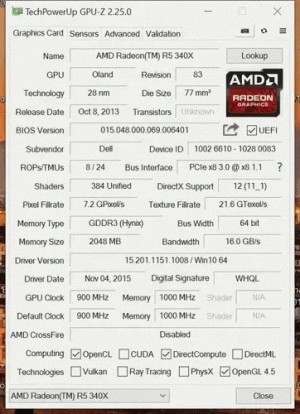 TechPowerUp GPU-Z 2.25.0
Graphics Card Sensors Advanced Validation
Name AMD Radeon(TM) R5 340X Lookup
GPU Oland Revision 83
AMD
Technology 28 nm Die Size 77 mm²
RADEON
GRAPHICS
Release Date Oct 8, 2013 Transistors Unknown
BIOS Version 015.048.000.069.006401 UEFI
Subvendor Dell Device ID 1002 6610 - 1028 0083
ROPs/TMUs 8 / 24 Bus Interface PCIe x8 3.0 @ x8 1.1 ?
Shaders 384 Unified DirectX Support 12 (11_1)
Pixel Fillrate 7.2 GPixel/s Texture Fillrate 21.6 GTexel/s
Memory Type GDDR3 (Hynix) Bus Width 64 bit
Memory Size 2048 MB Bandwidth 16.0 GB/s
Driver Version 15.201.1151.1008 / Win10 64
Driver Date Nov 04, 2015 Digital Signature WHQL
GPU Clock 900 MHz Memory 1000 MHz Shader N/A
Default Clock 900 MHz Memory 1000 MHz Shader N/A
AMD CrossFire Disabled
Computing OpenCL CUDA DirectCompute DirectML
Technologies Vulkan Ray Tracing PhysX OpenGL 4.5
AMD Radeon(TM) R5 340X Close